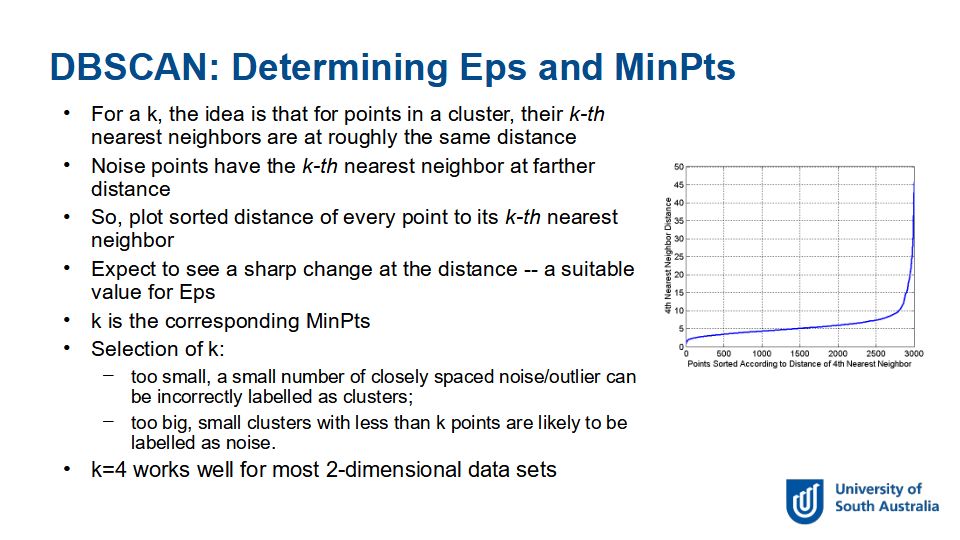 DBSCAN: Determining Eps and MinPts
• For a k, the idea is that for points in a cluster, their k-th
nearest neighbors are at roughly the same distance
• Noise points have the k-th nearest neighbor at farther
distance
• So, plot sorted distance of every point to its k-th nearest
neighbor
• Expect to see a sharp change at the distance -- a suitable
value for Eps
• k is the corresponding MinPts
• Selection of k:
– too small, a small number of closely spaced noise/outlier can
be incorrectly labelled as clusters;
– too big, small clusters with less than k points are likely to be
labelled as noise.
• k=4 works well for most 2-dimensional data sets
4th Nearest Neighbor Distance
50
45
40
35
30
25
20
15
10
5
0
0 500 1000 1500 2000 2500 3000
Points Sorted According to Distance of 4th Nearest Neighbor
University of
South Australia